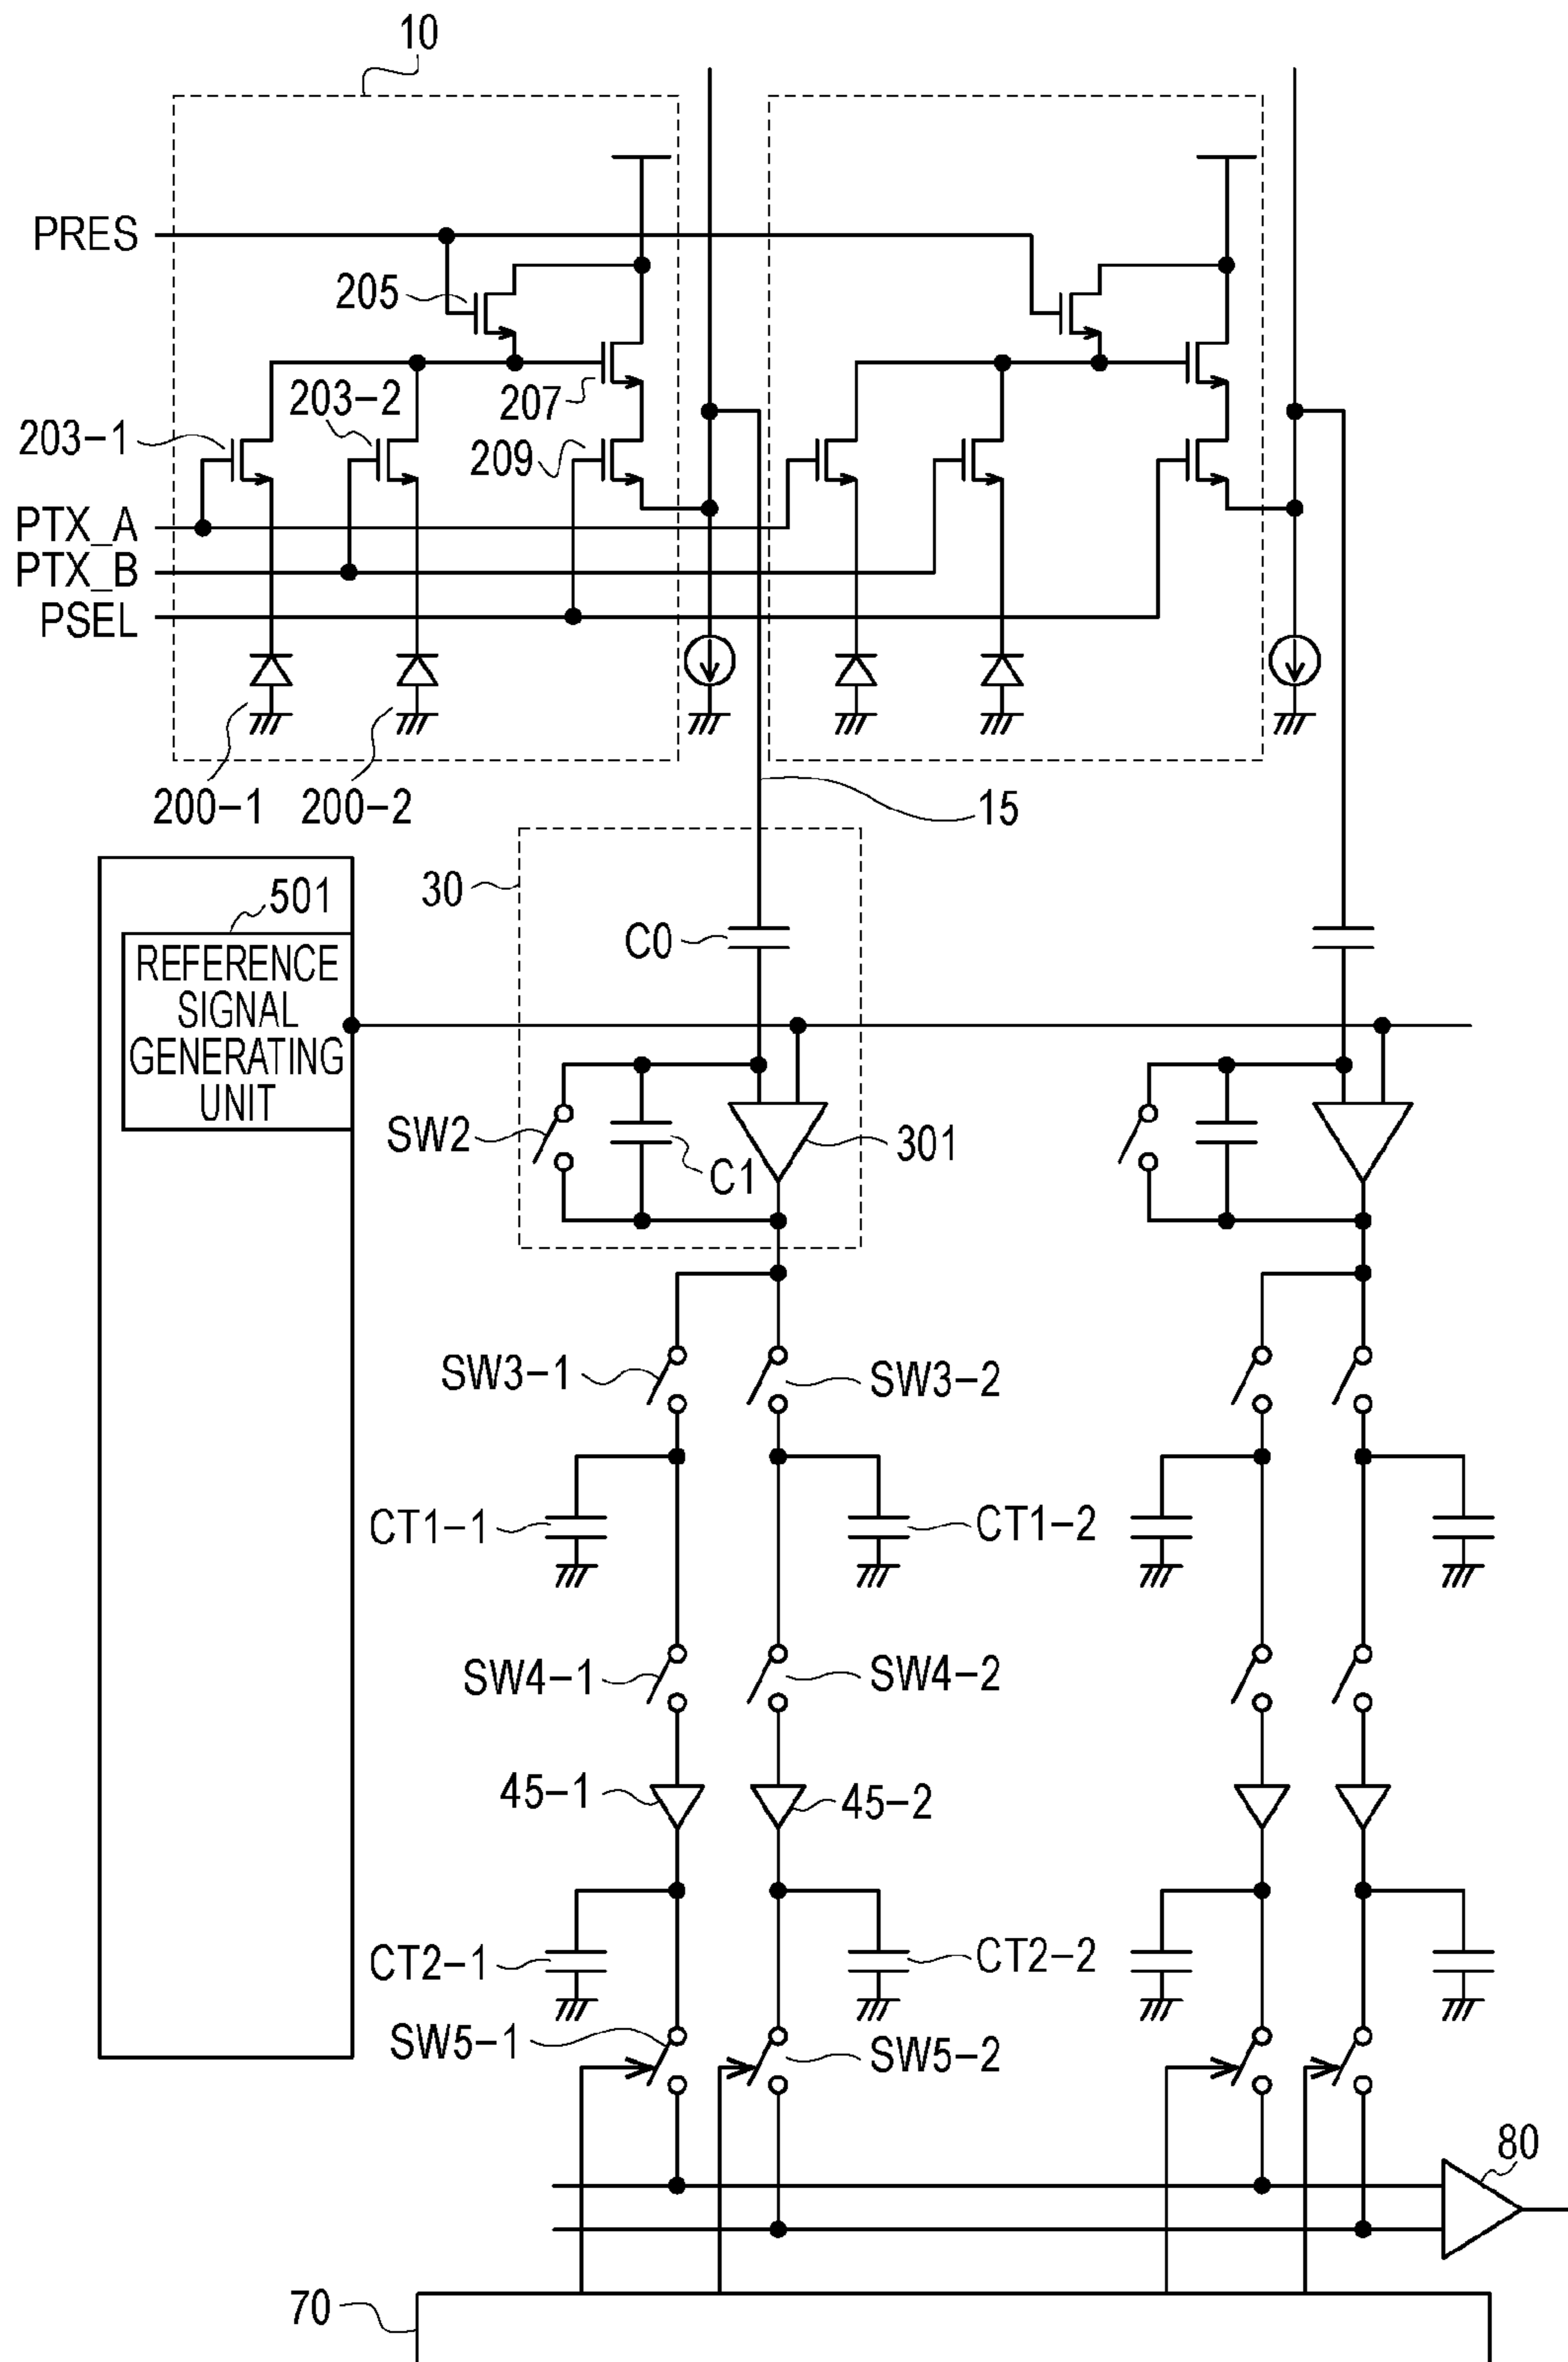 10
PRES
205
203-2
207
203-1
209
PTX_A
PTX_B
PSEL
200-1
200-2
15
30
501
C0
REFERENCE
SIGNAL
GENERATING
UNIT
SW2
C1
301
SW3-1
SW3-2
CT1-1
CT1-2
SW4-1
SW4-2
45-1
45-2
CT2-1
CT2-2
SW5-1
SW5-2
80
70